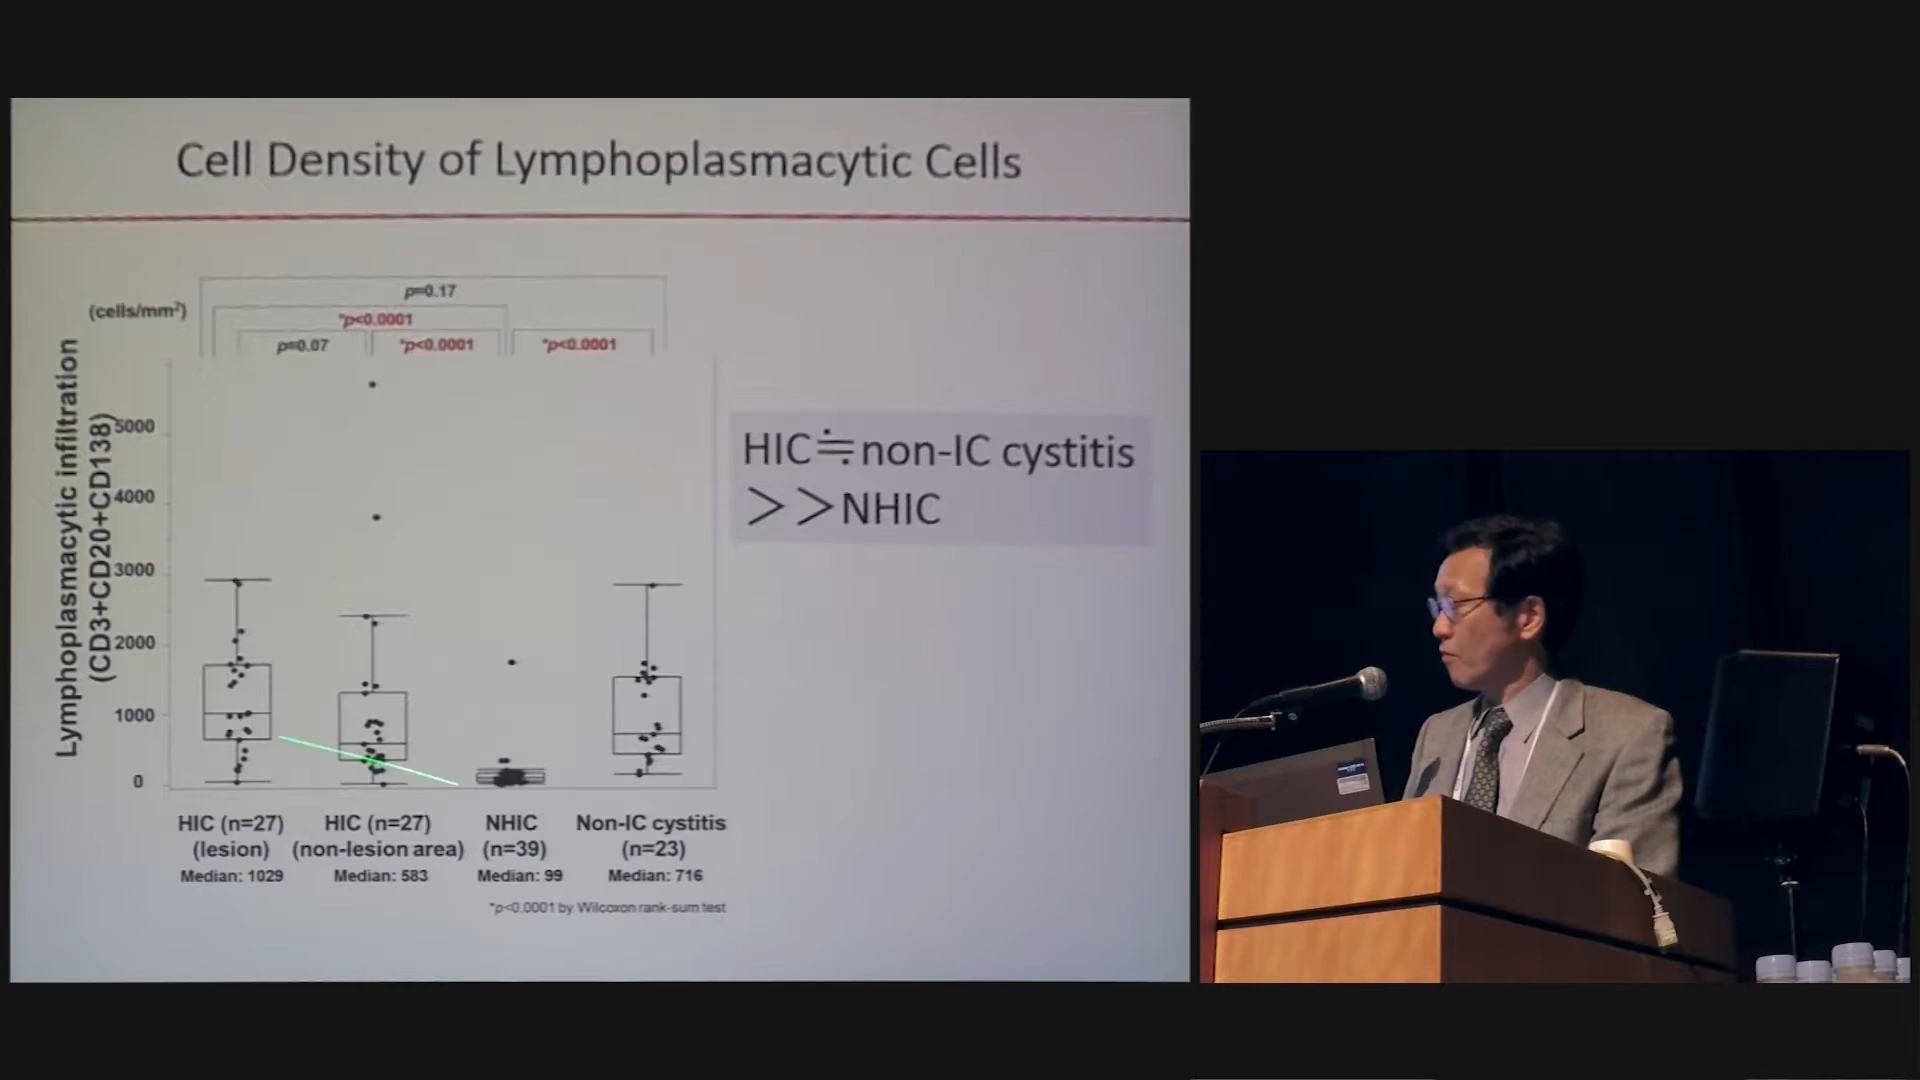 Cell Density of Lymphoplasmacytic Cells
p=0.17
(cells/mm²)
*p<0.0001
p=0.07
*p<0.0001
*p<0.0001
Lymphoplasmacytic infiltration
(CD3+CD20+CD138)
5000
4000
3000
2000
1000
0
HIC≒non-IC cystitis
＞＞NHIC
HIC (n=27)
(lesion)
Median: 1029
HIC (n=27)
(non-lesion area)
Median: 583
NHIC
(n=39)
Median: 99
Non-IC cystitis
(n=23)
Median: 716
*p<0.0001 by Wilcoxon rank-sum test